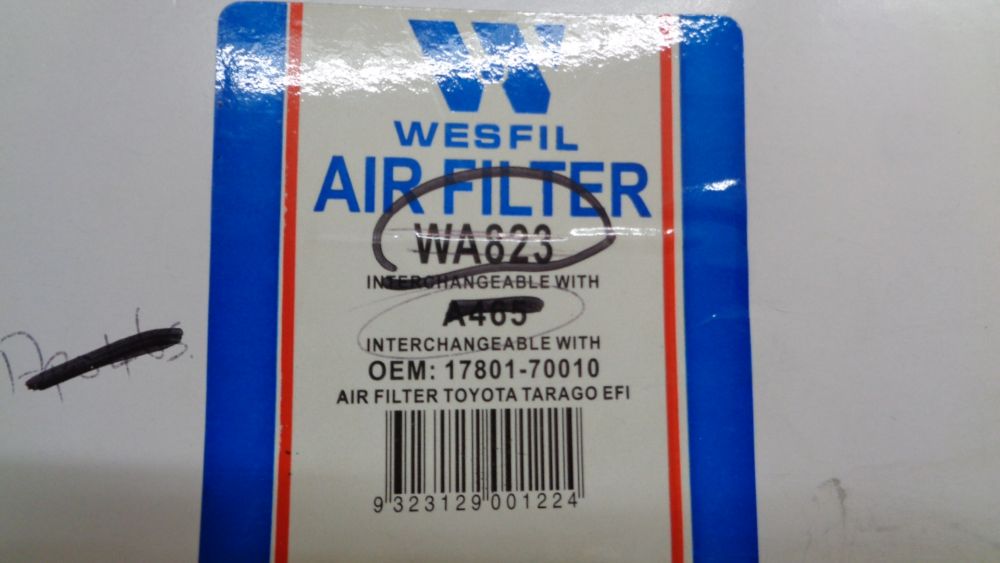 WESFIL
AIR FILTER
WA823
INTERCHANGEABLE WITH
A465
INTERCHANGEABLE WITH
OEM: 17801-70010
AIR FILTER TOYOTA TARAGO EFI
9 323129 001224